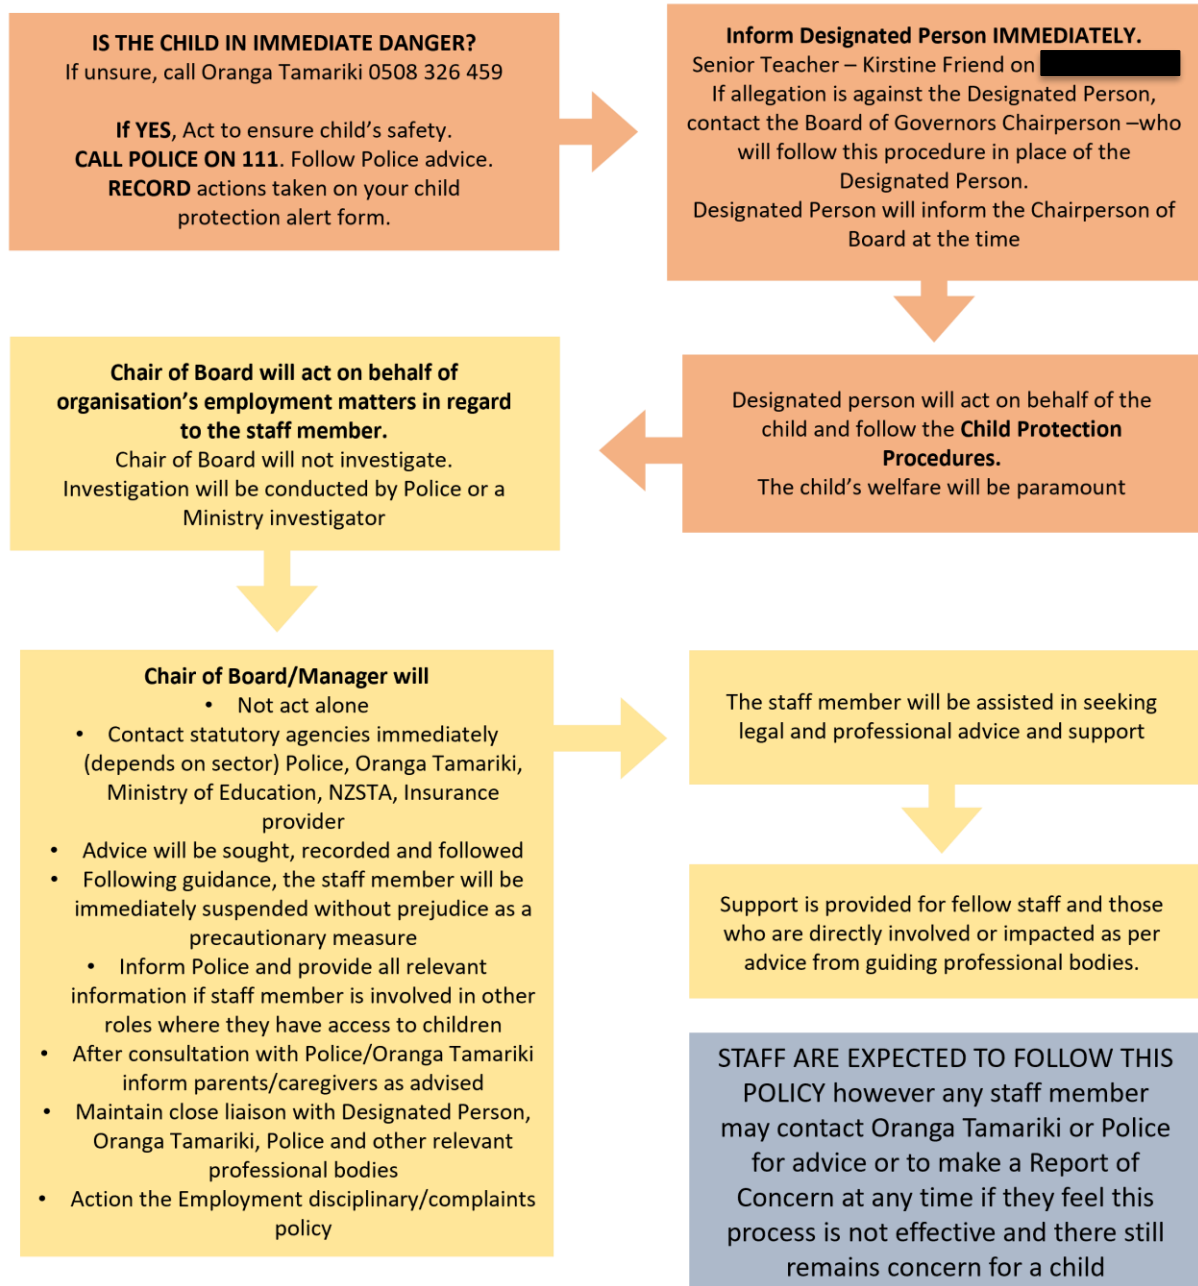 IS THE CHILD IN IMMEDIATE DANGER?
If unsure, call Oranga Tamariki 0508 326 459
If YES, Act to ensure child’s safety.
CALL POLICE ON 111. Follow Police advice.
RECORD actions taken on your child
protection alert form.
Inform Designated Person IMMEDIATELY.
Senior Teacher – Kirstine Friend on
If allegation is against the Designated Person,
contact the Board of Governors Chairperson –who
will follow this procedure in place of the
Designated Person.
Designated Person will inform the Chairperson of
Board at the time
Designated person will act on behalf of the
child and follow the Child Protection
Procedures.
The child’s welfare will be paramount
Chair of Board will act on behalf of
organisation’s employment matters in regard
to the staff member.
Chair of Board will not investigate.
Investigation will be conducted by Police or a
Ministry investigator
Chair of Board/Manager will
• Not act alone
• Contact statutory agencies immediately
(depends on sector) Police, Oranga Tamariki,
Ministry of Education, NZSTA, Insurance
provider
• Advice will be sought, recorded and followed
• Following guidance, the staff member will be
immediately suspended without prejudice as a
precautionary measure
• Inform Police and provide all relevant
information if staff member is involved in other
roles where they have access to children
• After consultation with Police/Oranga Tamariki
inform parents/caregivers as advised
• Maintain close liaison with Designated Person,
Oranga Tamariki, Police and other relevant
professional bodies
• Action the Employment disciplinary/complaints
policy
The staff member will be assisted in seeking
legal and professional advice and support
Support is provided for fellow staff and those
who are directly involved or impacted as per
advice from guiding professional bodies.
STAFF ARE EXPECTED TO FOLLOW THIS
POLICY however any staff member
may contact Oranga Tamariki or Police
for advice or to make a Report of
Concern at any time if they feel this
process is not effective and there still
remains concern for a child